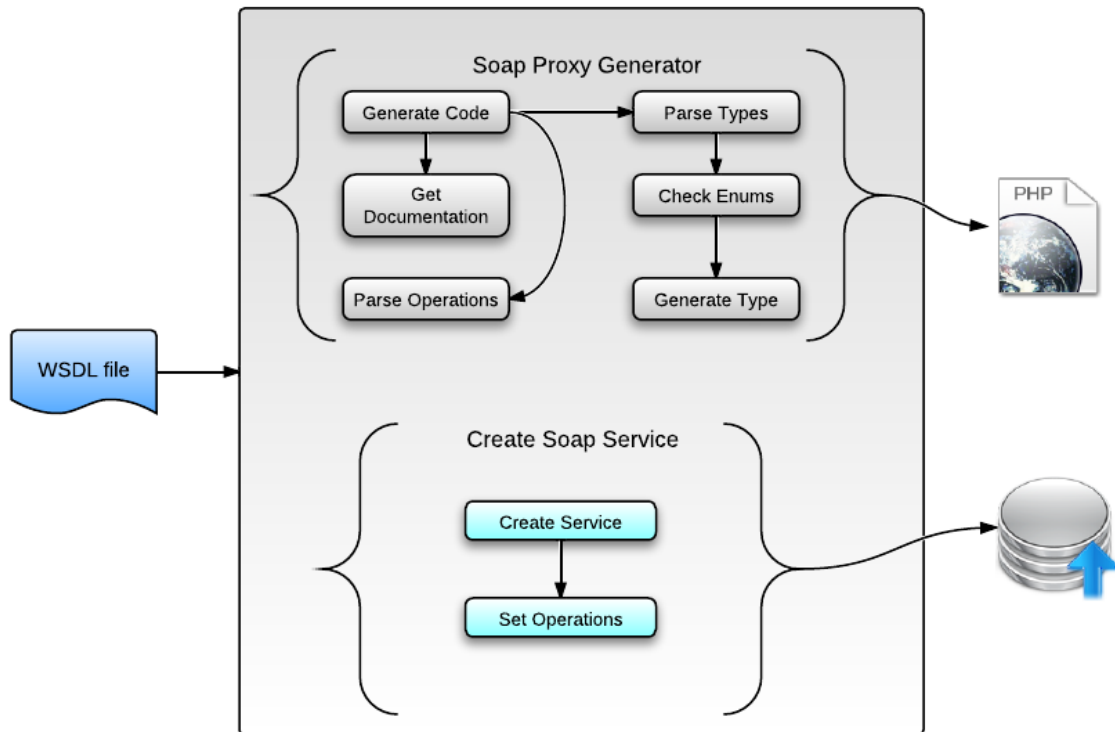 Soap Proxy Generator
Generate Code
Parse Types
Get
Documentation
Check Enums
Parse Operations
Generate Type
PHP
WSDL file
Create Soap Service
Create Service
Set Operations